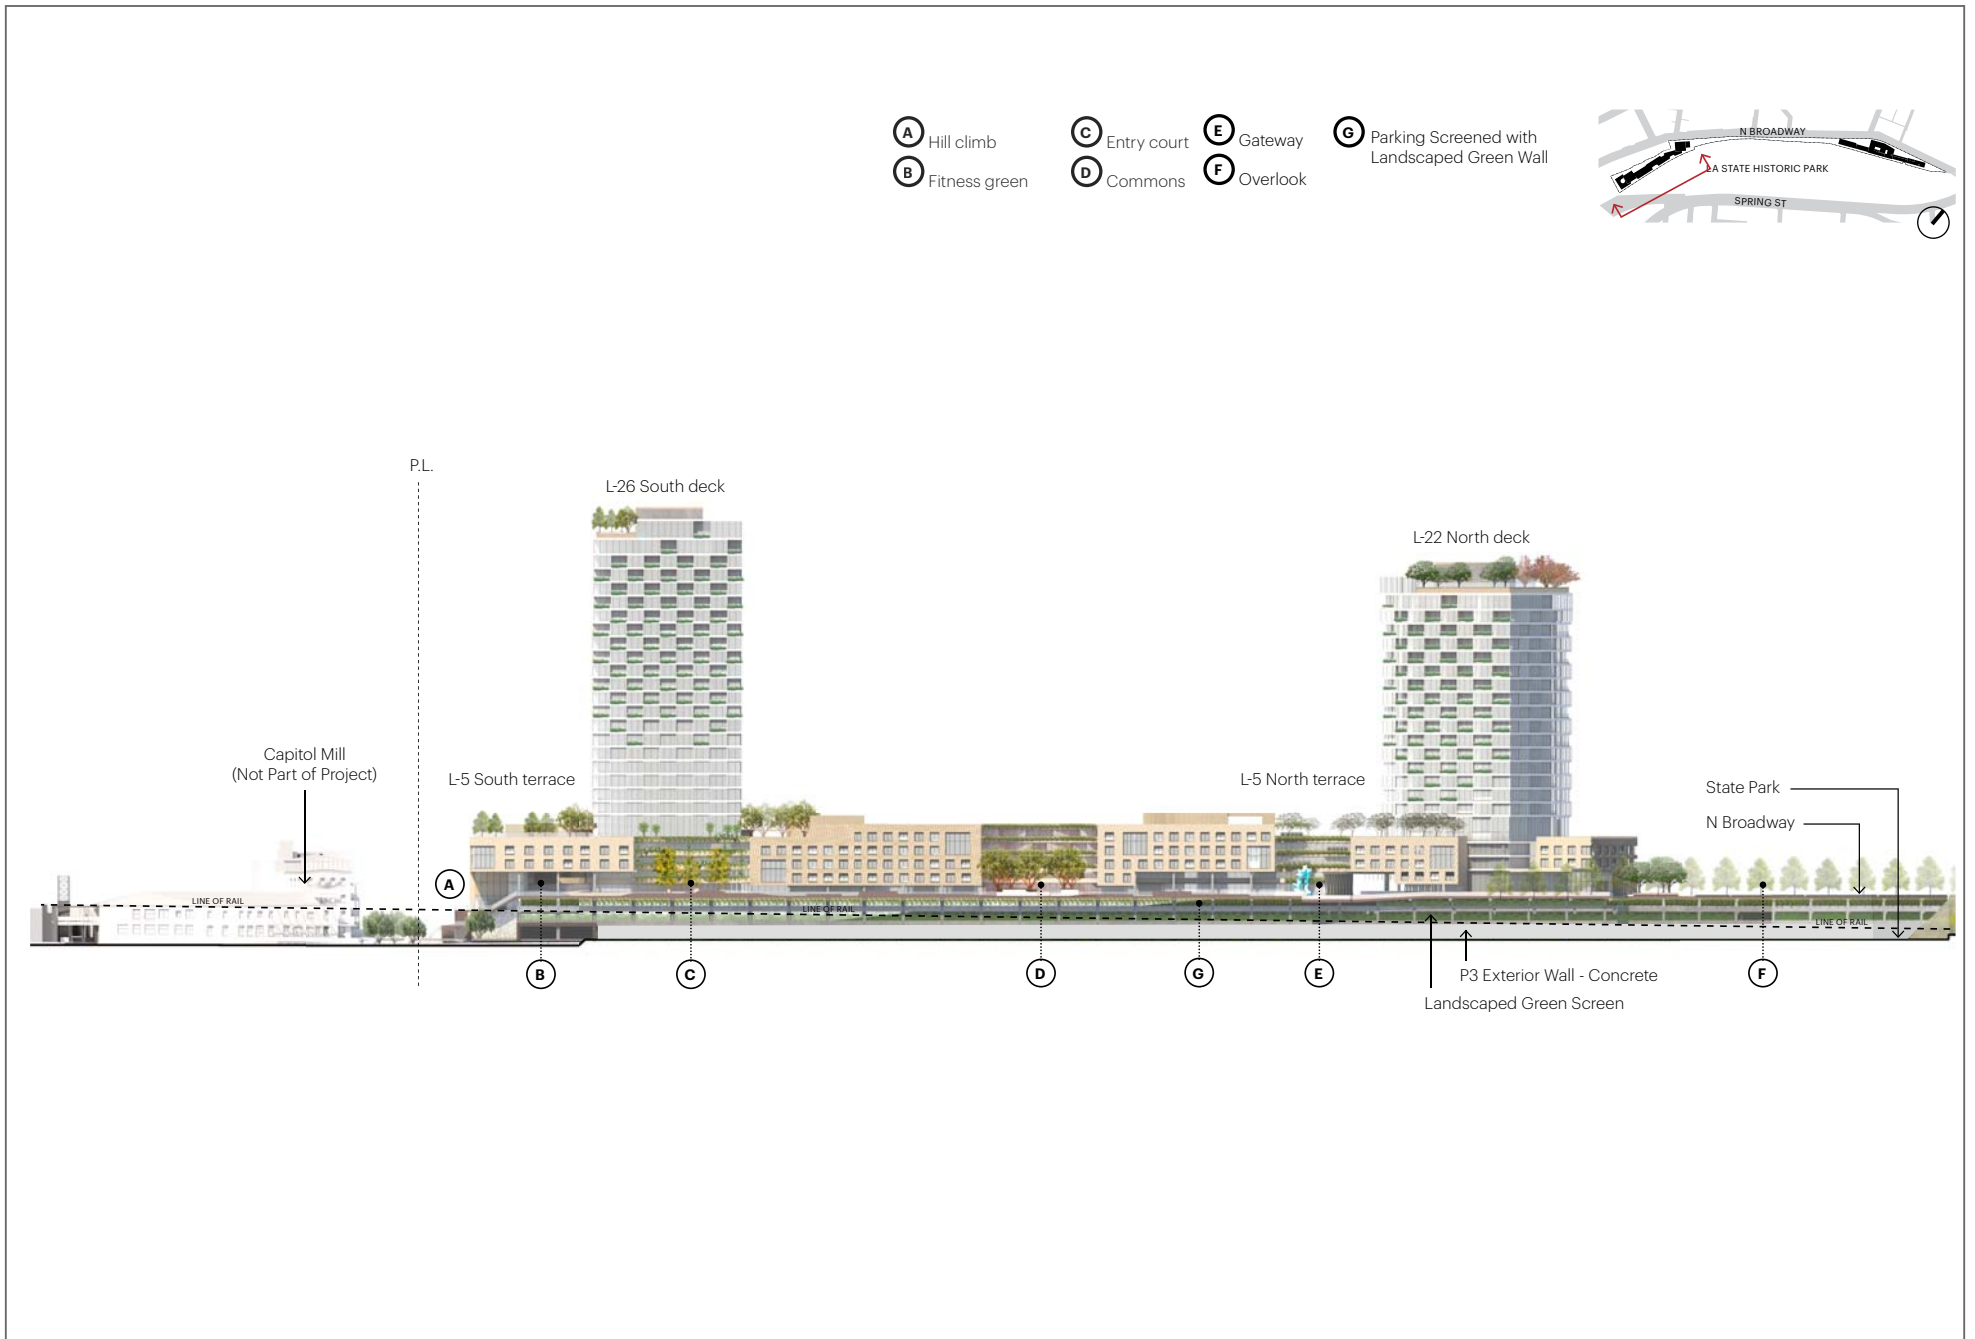 A Hill climb
B Fitness green
C Entry court
D Commons
E Gateway
F Overlook
G Parking Screened with
Landscaped Green Wall
N BROADWAY
LA STATE HISTORIC PARK
SPRING ST
P.L.
L-26 South deck
L-22 North deck
Capitol Mill
(Not Part of Project)
L-5 South terrace
L-5 North terrace
State Park
N Broadway
A
LINE OF RAIL
LINE OF RAIL
LINE OF RAIL
B
C
D
G
E
F
P3 Exterior Wall - Concrete
Landscaped Green Screen